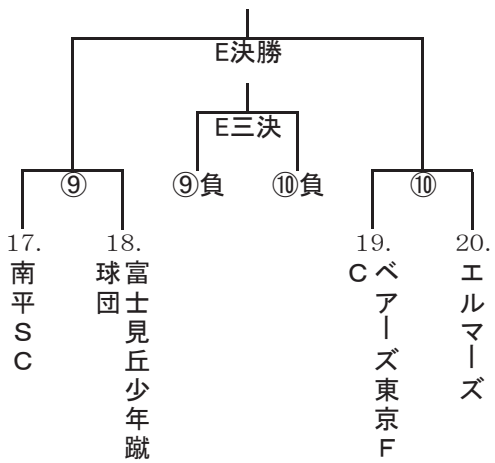 E決勝
E三決
⑨
⑨負
⑩負
⑩
17.
18.
19.
20.
南平SC
富士見丘少年蹴
球団
ベアーズ東京F
C
エルマーズ